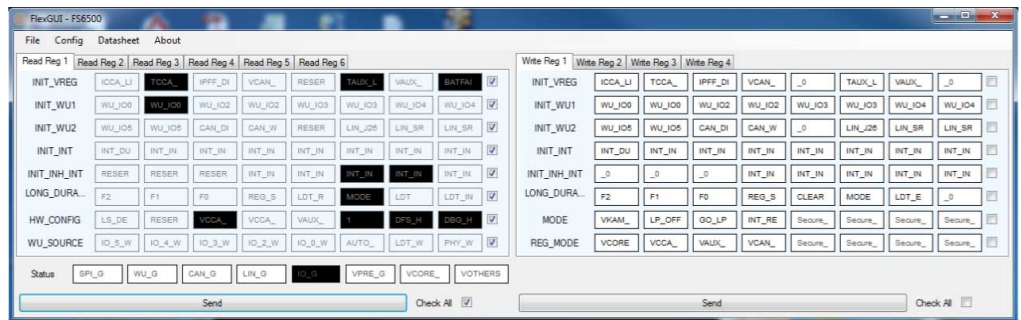 FlexGUI - FS6500
File Config Datasheet About
Read Reg 1 Read Reg 2 Read Reg 3 Read Reg 4 Read Reg 5 Read Reg 6
Write Reg 1 Write Reg 2 Write Reg 3 Write Reg 4
INIT_VREG ICCA_LI TCCA_ IPFF_DI VCAN_ RESER TAUX_L VAUX_ BATFAI
INIT_WU1 WU_IO0 WU_IO0 WU_IO2 WU_IO2 WU_IO3 WU_IO3 WU_IO4 WU_IO4
INIT_WU2 WU_IO5 WU_IO5 CAN_DI CAN_W RESER LIN_J26 LIN_SR LIN_SR
INIT_INT INT_DU INT_IN INT_IN INT_IN INT_IN INT_IN INT_IN INT_IN
INIT_INH_INT RESER RESER RESER INT_IN INT_IN INT_IN INT_IN INT_IN
LONG_DURA... F2 F1 F0 REG_S LDT_R MODE LDT LDT_IN
HW_CONFIG LS_DE RESER VCCA_ VCCA_ VAUX_ 1 DFS_H DBG_H
WU_SOURCE IO_5_W IO_4_W IO_3_W IO_2_W IO_0_W AUTO_ LDT_W PHY_W
INIT_VREG ICCA_LI TCCA_ IPFF_DI VCAN_ _0 TAUX_L VAUX_ _0
INIT_WU1 WU_IO0 WU_IO0 WU_IO2 WU_IO2 WU_IO3 WU_IO3 WU_IO4 WU_IO4
INIT_WU2 WU_IO5 WU_IO5 CAN_DI CAN_W _0 LIN_J26 LIN_SR LIN_SR
INIT_INT INT_DU INT_IN INT_IN INT_IN INT_IN INT_IN INT_IN INT_IN
INIT_INH_INT _0 _0 _0 INT_IN INT_IN INT_IN INT_IN INT_IN
LONG_DURA... F2 F1 F0 REG_S CLEAR MODE LDT_E _0
MODE VKAM_ LP_OFF GO_LP INT_RE Secure_ Secure_ Secure_ Secure_
REG_MODE VCORE VCCA_ VAUX_ VCAN_ Secure_ Secure_ Secure_ Secure_
Status SPI_G WU_G CAN_G LIN_G IO_G VPRE_G VCORE_ VOTHERS
Send Check All
Send Check All